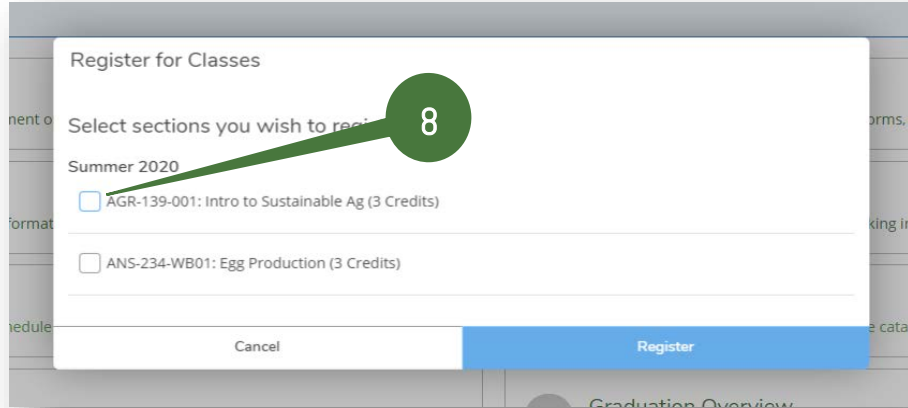 Register for Classes
Select sections you wish to
8
Summer 2020
AGR-139-001: Intro to Sustainable Ag (3 Credits)
ANS-234-WB01: Egg Production (3 Credits)
Cancel
Register
Graduation Overview